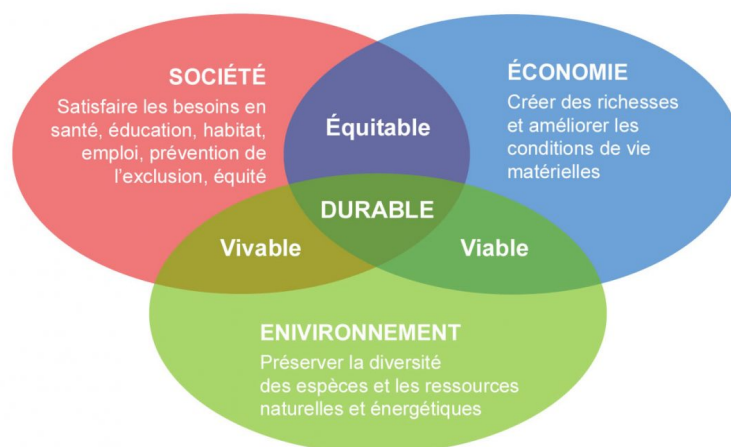 SOCIÉTÉ
Satisfaire les besoins en
santé, éducation, habitat,
emploi, prévention de
l'exclusion, équité
Équitable
ÉCONOMIE
Créer des richesses
et améliorer les
conditions de vie
matérielles
DURABLE
Vivable
Viable
ENIVIRONNEMENT
Préserver la diversité
des espèces et les ressources
naturelles et énergétiques